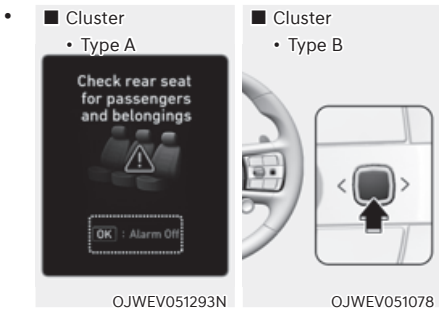 • ■ Cluster
• Type A
Check rear seat
for passengers
and belongings
OK : Alarm Off
OJWEV051293N
■ Cluster
• Type B
< >
OJWEV051078